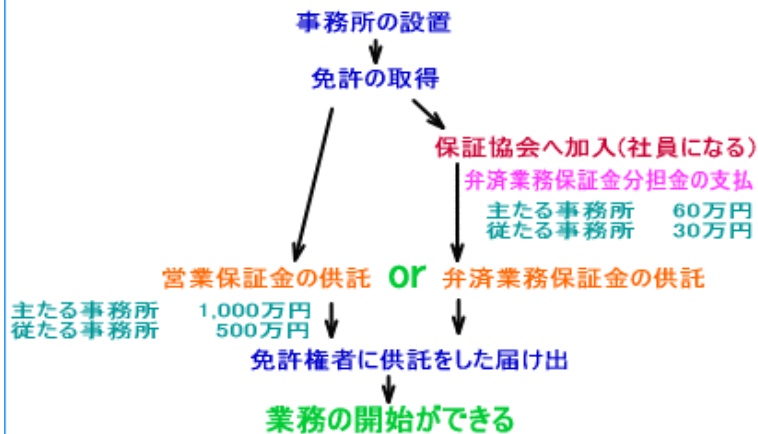 事務所の設置
免許の取得
保証協会へ加入(社員になる)
弁済業務保証金分担金の支払
主たる事務所 60万円
従たる事務所 30万円
営業保証金の供託 or 弁済業務保証金の供託
主たる事務所 1,000万円
従たる事務所 500万円
免許権者に供託をした届け出
業務の開始ができる